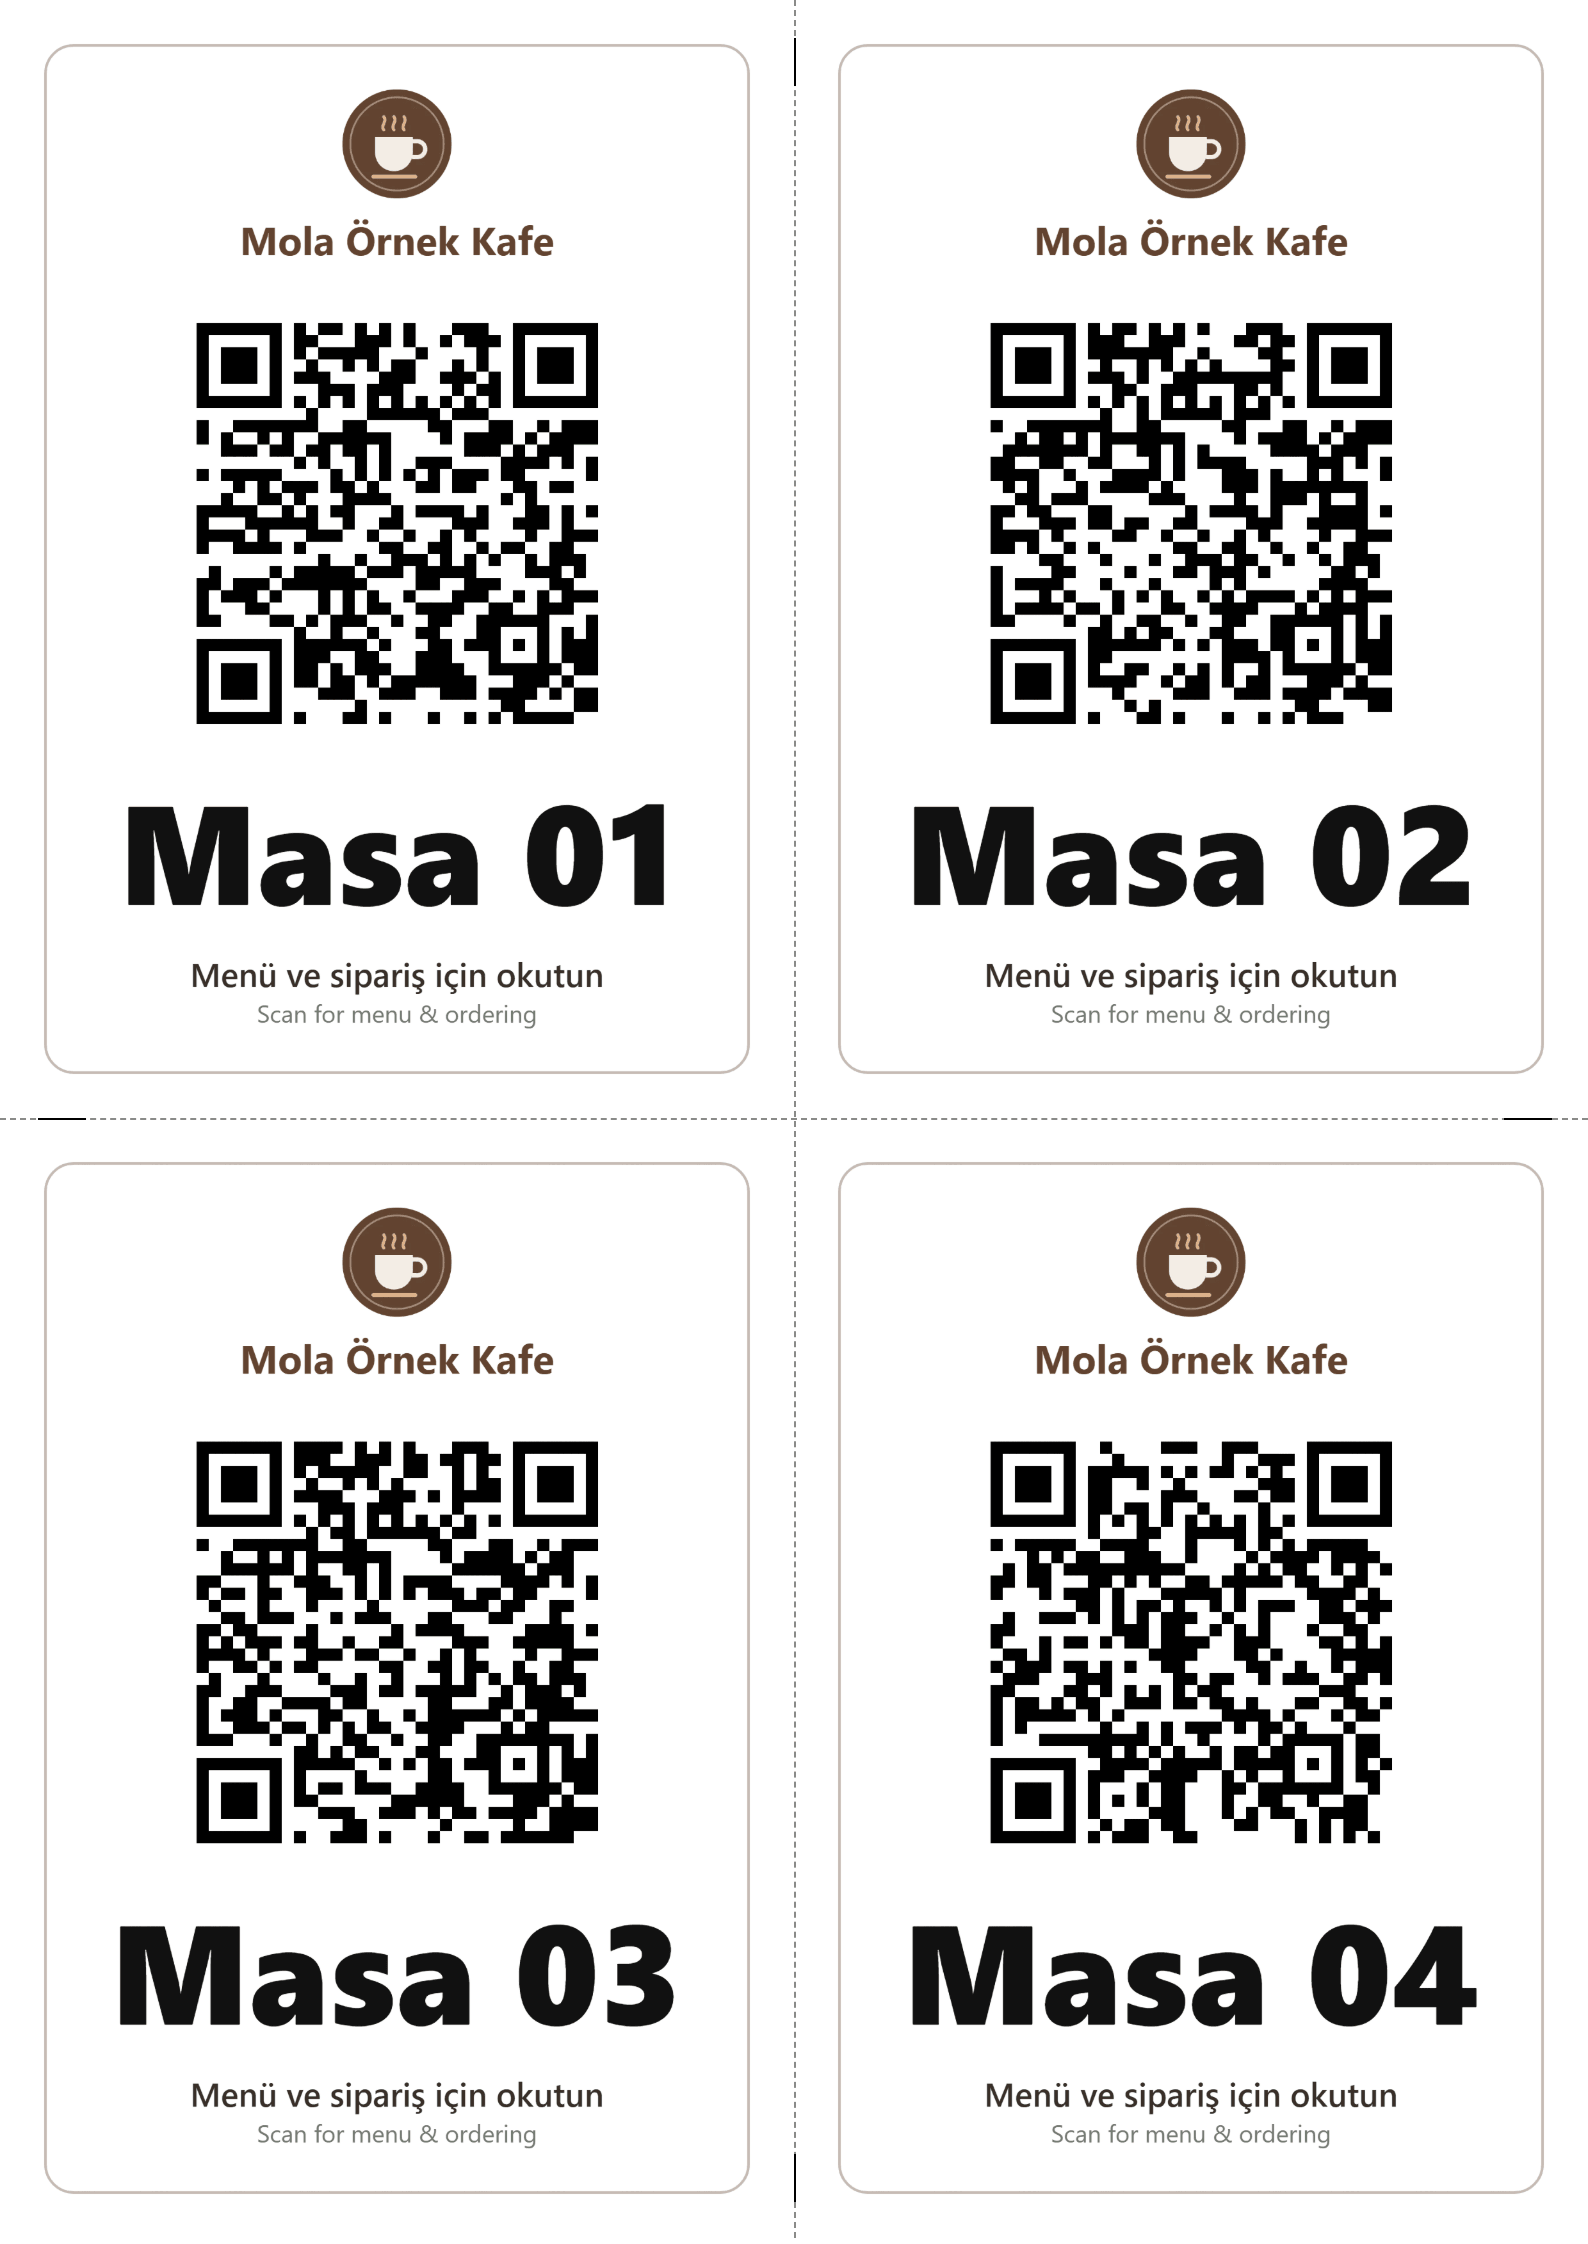 Mola Örnek Kafe
Masa 01
Menü ve sipariş için okutun
Scan for menu & ordering
Mola Örnek Kafe
Masa 02
Menü ve sipariş için okutun
Scan for menu & ordering
Mola Örnek Kafe
Masa 03
Menü ve sipariş için okutun
Scan for menu & ordering
Mola Örnek Kafe
Masa 04
Menü ve sipariş için okutun
Scan for menu & ordering